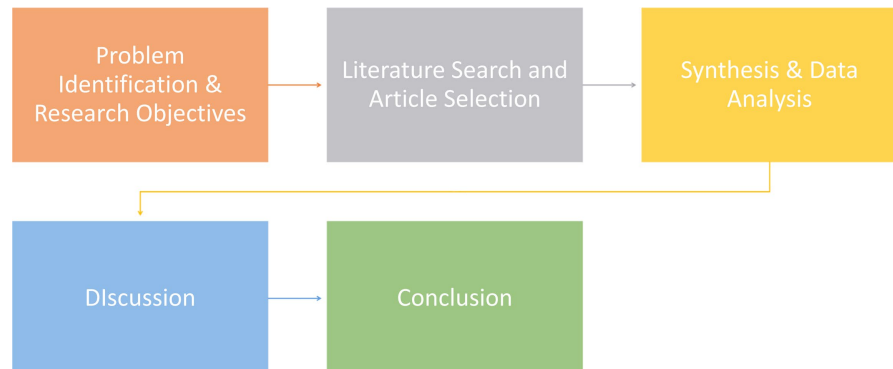 Problem
Identification &
Research Objectives
Literature Search and
Article Selection
Synthesis & Data
Analysis
DIscussion
Conclusion